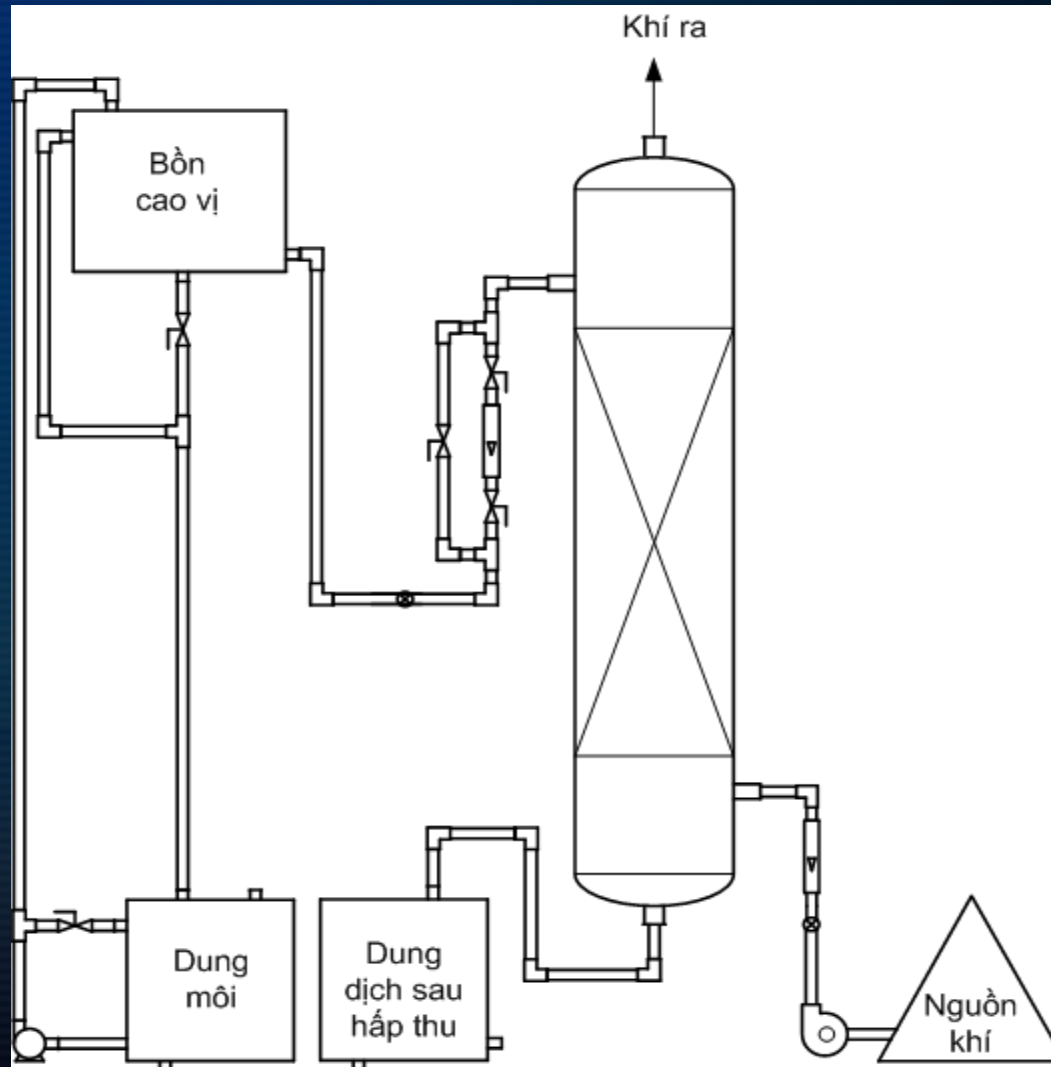 Khí ra
Bồn
cao vị
Dung
môi
Dung
dịch sau
hấp thu
Nguồn
khí